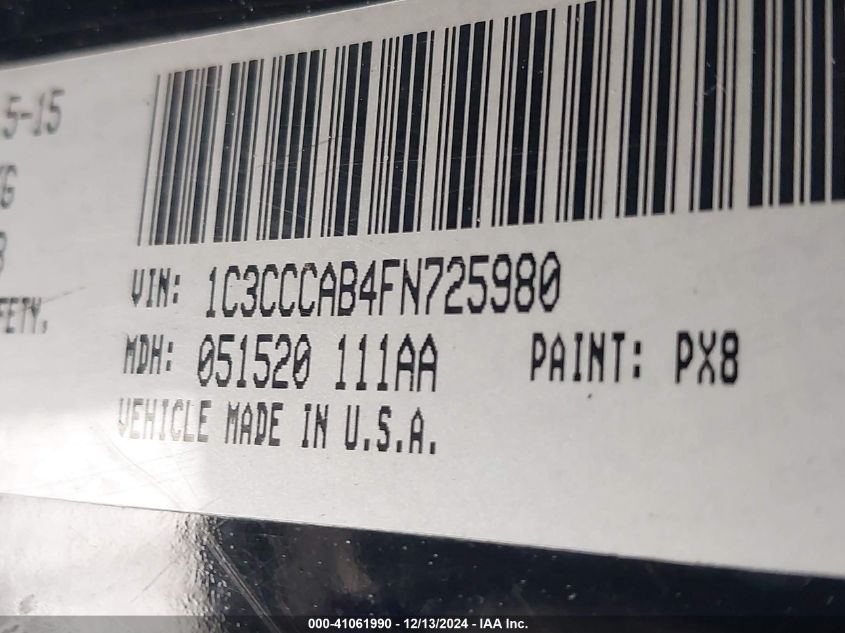 5-15
VIN: 1C3CCCAB4FN725980
FETY.
MDH: 051520 111AA PAINT: PX8
VEHICLE MADE IN U.S.A.
000-41061990 - 12/13/2024 - IAA Inc.